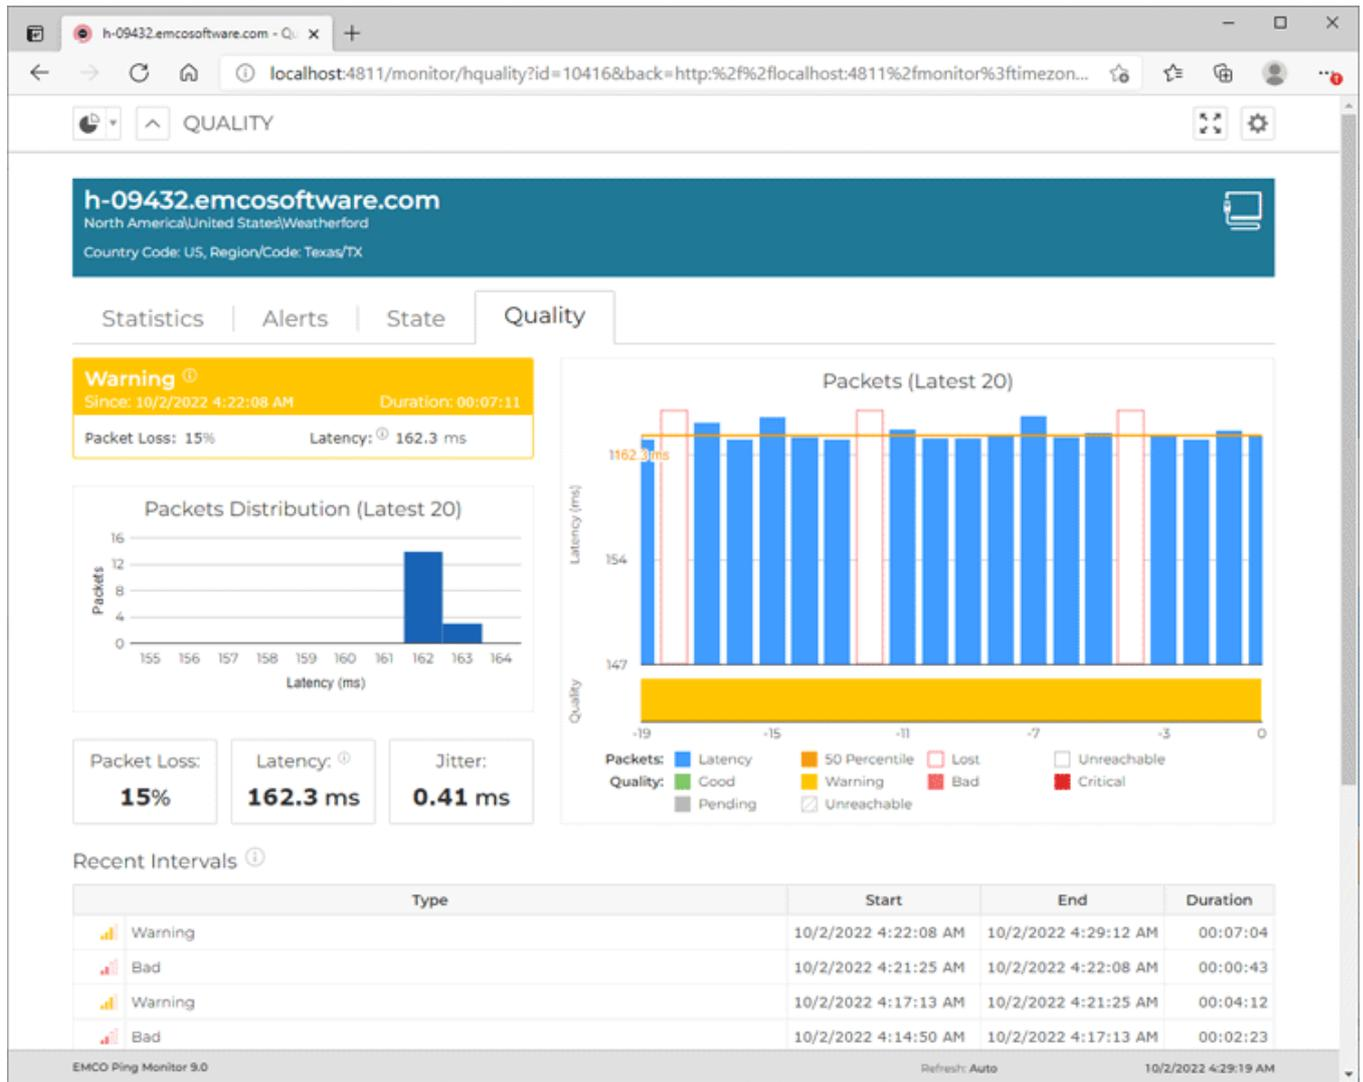 h-09432.emcosoftware.com - Qu
localhost:4811/monitor/hquality?id=10416&back=http:%2f%2flocalhost:4811%2fmonitor%3ftimezon...
QUALITY
h-09432.emcosoftware.com
North America\United States\Weatherford
Country Code: US, Region/Code: Texas/TX
Statistics Alerts State Quality
Warning
Since: 10/2/2022 4:22:08 AM Duration: 00:07:11
Packet Loss: 15% Latency: 162.3 ms
Packets Distribution (Latest 20)
16
12
8
4
0
Packets
155 156 157 158 159 160 161 162 163 164
Latency (ms)
Packet Loss: Latency: Jitter:
15% 162.3 ms 0.41 ms
Packets (Latest 20)
162.3 ms
154
147
Latency (ms)
Quality
-19 -15 -11 -7 -3 0
Packets: Latency 50 Percentile Lost Unreachable
Quality: Good Warning Bad Critical
Pending Unreachable
Recent Intervals
Type Start End Duration
Warning 10/2/2022 4:22:08 AM 10/2/2022 4:29:12 AM 00:07:04
Bad 10/2/2022 4:21:25 AM 10/2/2022 4:22:08 AM 00:00:43
Warning 10/2/2022 4:17:13 AM 10/2/2022 4:21:25 AM 00:04:12
Bad 10/2/2022 4:14:50 AM 10/2/2022 4:17:13 AM 00:02:23
EMCO Ping Monitor 9.0 Refresh: Auto 10/2/2022 4:29:19 AM